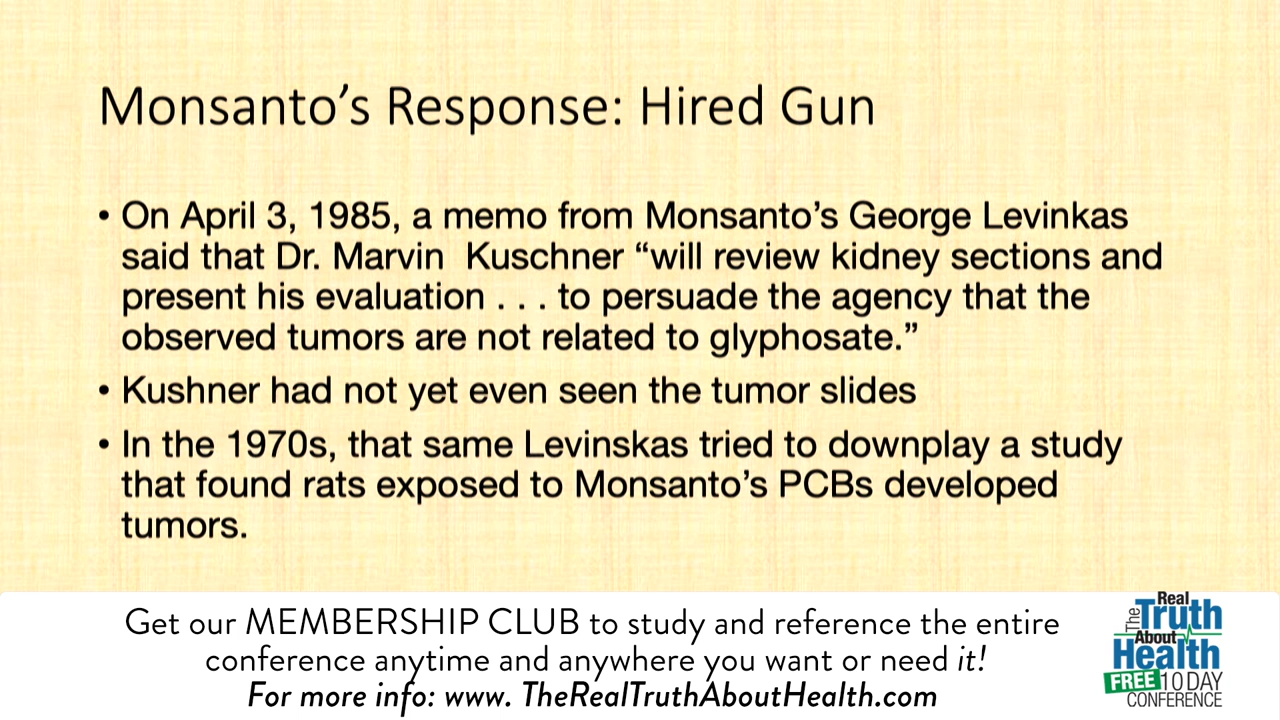 Monsanto’s Response: Hired Gun
• On April 3, 1985, a memo from Monsanto’s George Levinkas
said that Dr. Marvin  Kuschner “will review kidney sections and
present his evaluation . . . to persuade the agency that the
observed tumors are not related to glyphosate.”
• Kushner had not yet even seen the tumor slides
• In the 1970s, that same Levinskas tried to downplay a study
that found rats exposed to Monsanto’s PCBs developed
tumors.
Get our MEMBERSHIP CLUB to study and reference the entire
conference anytime and anywhere you want or need it!
For more info: www. TheRealTruthAboutHealth.com
The Real
Truth
About
Health
FREE 10 DAY
CONFERENCE